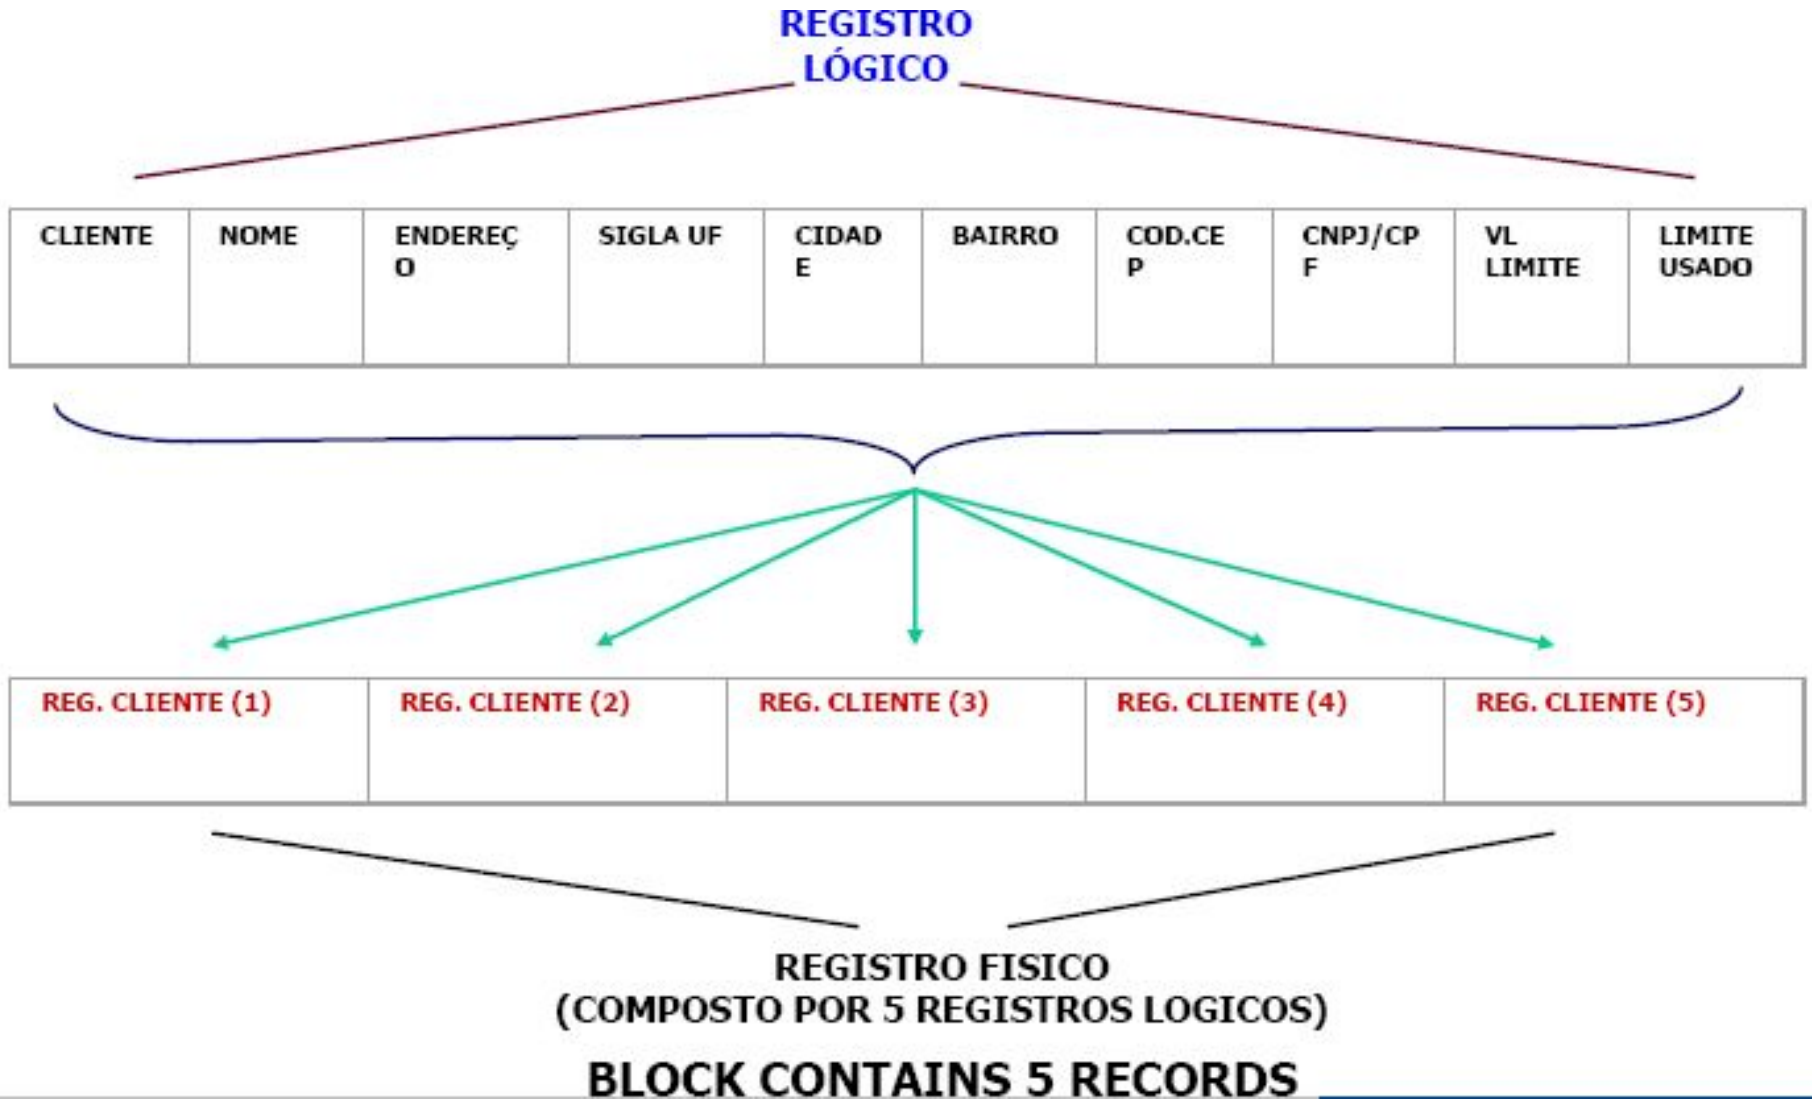 REGISTRO
LÓGICO
CLIENTE
NOME
ENDEREÇ
O
SIGLA UF
CIDAD
E
BAIRRO
COD.CE
P
CNPJ/CP
F
VL
LIMITE
LIMITE
USADO
REG. CLIENTE (1)
REG. CLIENTE (2)
REG. CLIENTE (3)
REG. CLIENTE (4)
REG. CLIENTE (5)
REGISTRO FISICO
(COMPOSTO POR 5 REGISTROS LOGICOS)
BLOCK CONTAINS 5 RECORDS